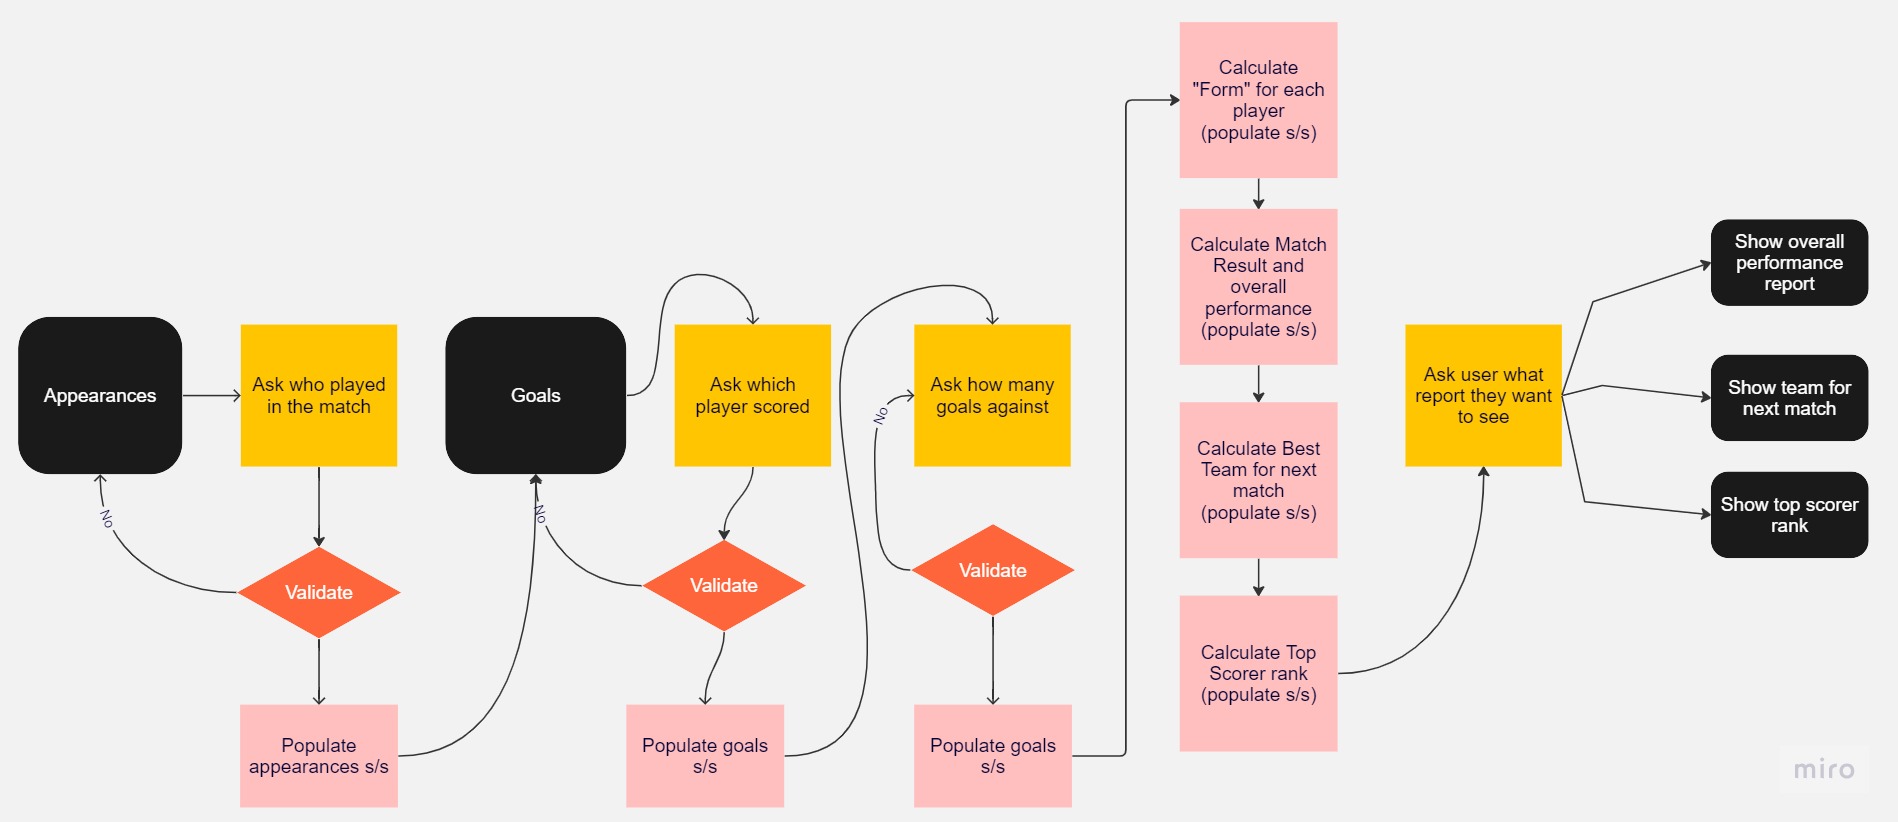 Appearances
Ask who played
in the match
No
Validate
Populate
appearances s/s
Goals
Ask which
player scored
No
Validate
Populate goals
s/s
Ask how many
goals against
No
Validate
Populate goals
s/s
Calculate
"Form" for each
player
(populate s/s)
Calculate Match
Result and
overall
performance
(populate s/s)
Calculate Best
Team for next
match
(populate s/s)
Calculate Top
Scorer rank
(populate s/s)
Ask user what
report they want
to see
Show overall
performance
report
Show team for
next match
Show top scorer
rank
miro